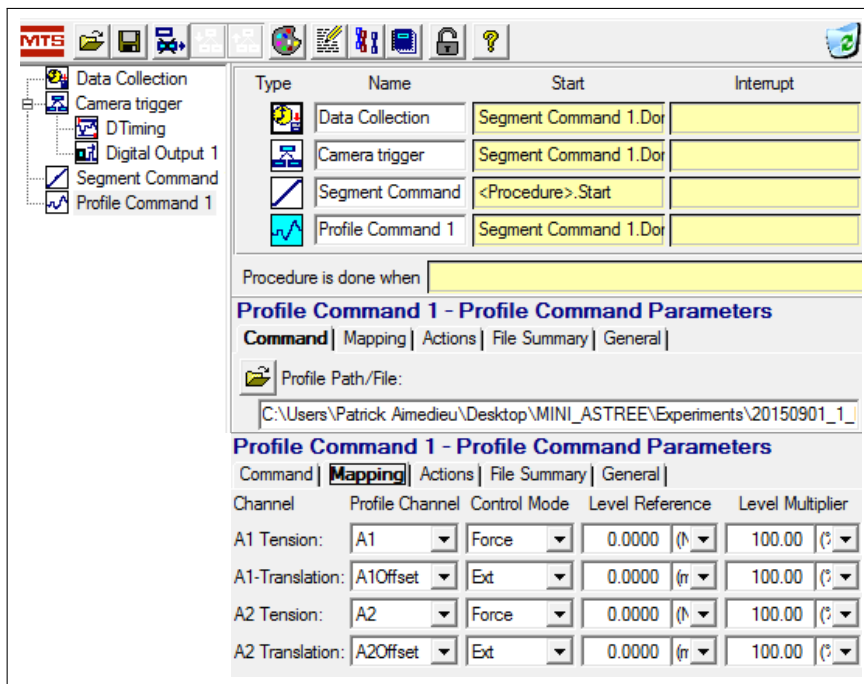 MTS
Data Collection
Camera trigger
DTiming
Digital Output 1
Segment Command
Profile Command 1
Type Name Start Interrupt
Data Collection Segment Command 1.Dor
Camera trigger Segment Command 1.Dor
Segment Command <Procedure>.Start
Profile Command 1 Segment Command 1.Dor
Procedure is done when
Profile Command 1 - Profile Command Parameters
Command Mapping Actions File Summary General
Profile Path/File:
C:\Users\Patrick Aimedieu\Desktop\MINI_ASTREE\Experiments\20150901_1_
Profile Command 1 - Profile Command Parameters
Command Mapping Actions File Summary General
Channel Profile Channel Control Mode Level Reference Level Multiplier
A1 Tension: A1 Force 0.0000 (N 100.00 (%
A1-Translation: A1Offset Ext 0.0000 (m 100.00 (%
A2 Tension: A2 Force 0.0000 (N 100.00 (%
A2 Translation: A2Offset Ext 0.0000 (m 100.00 (%